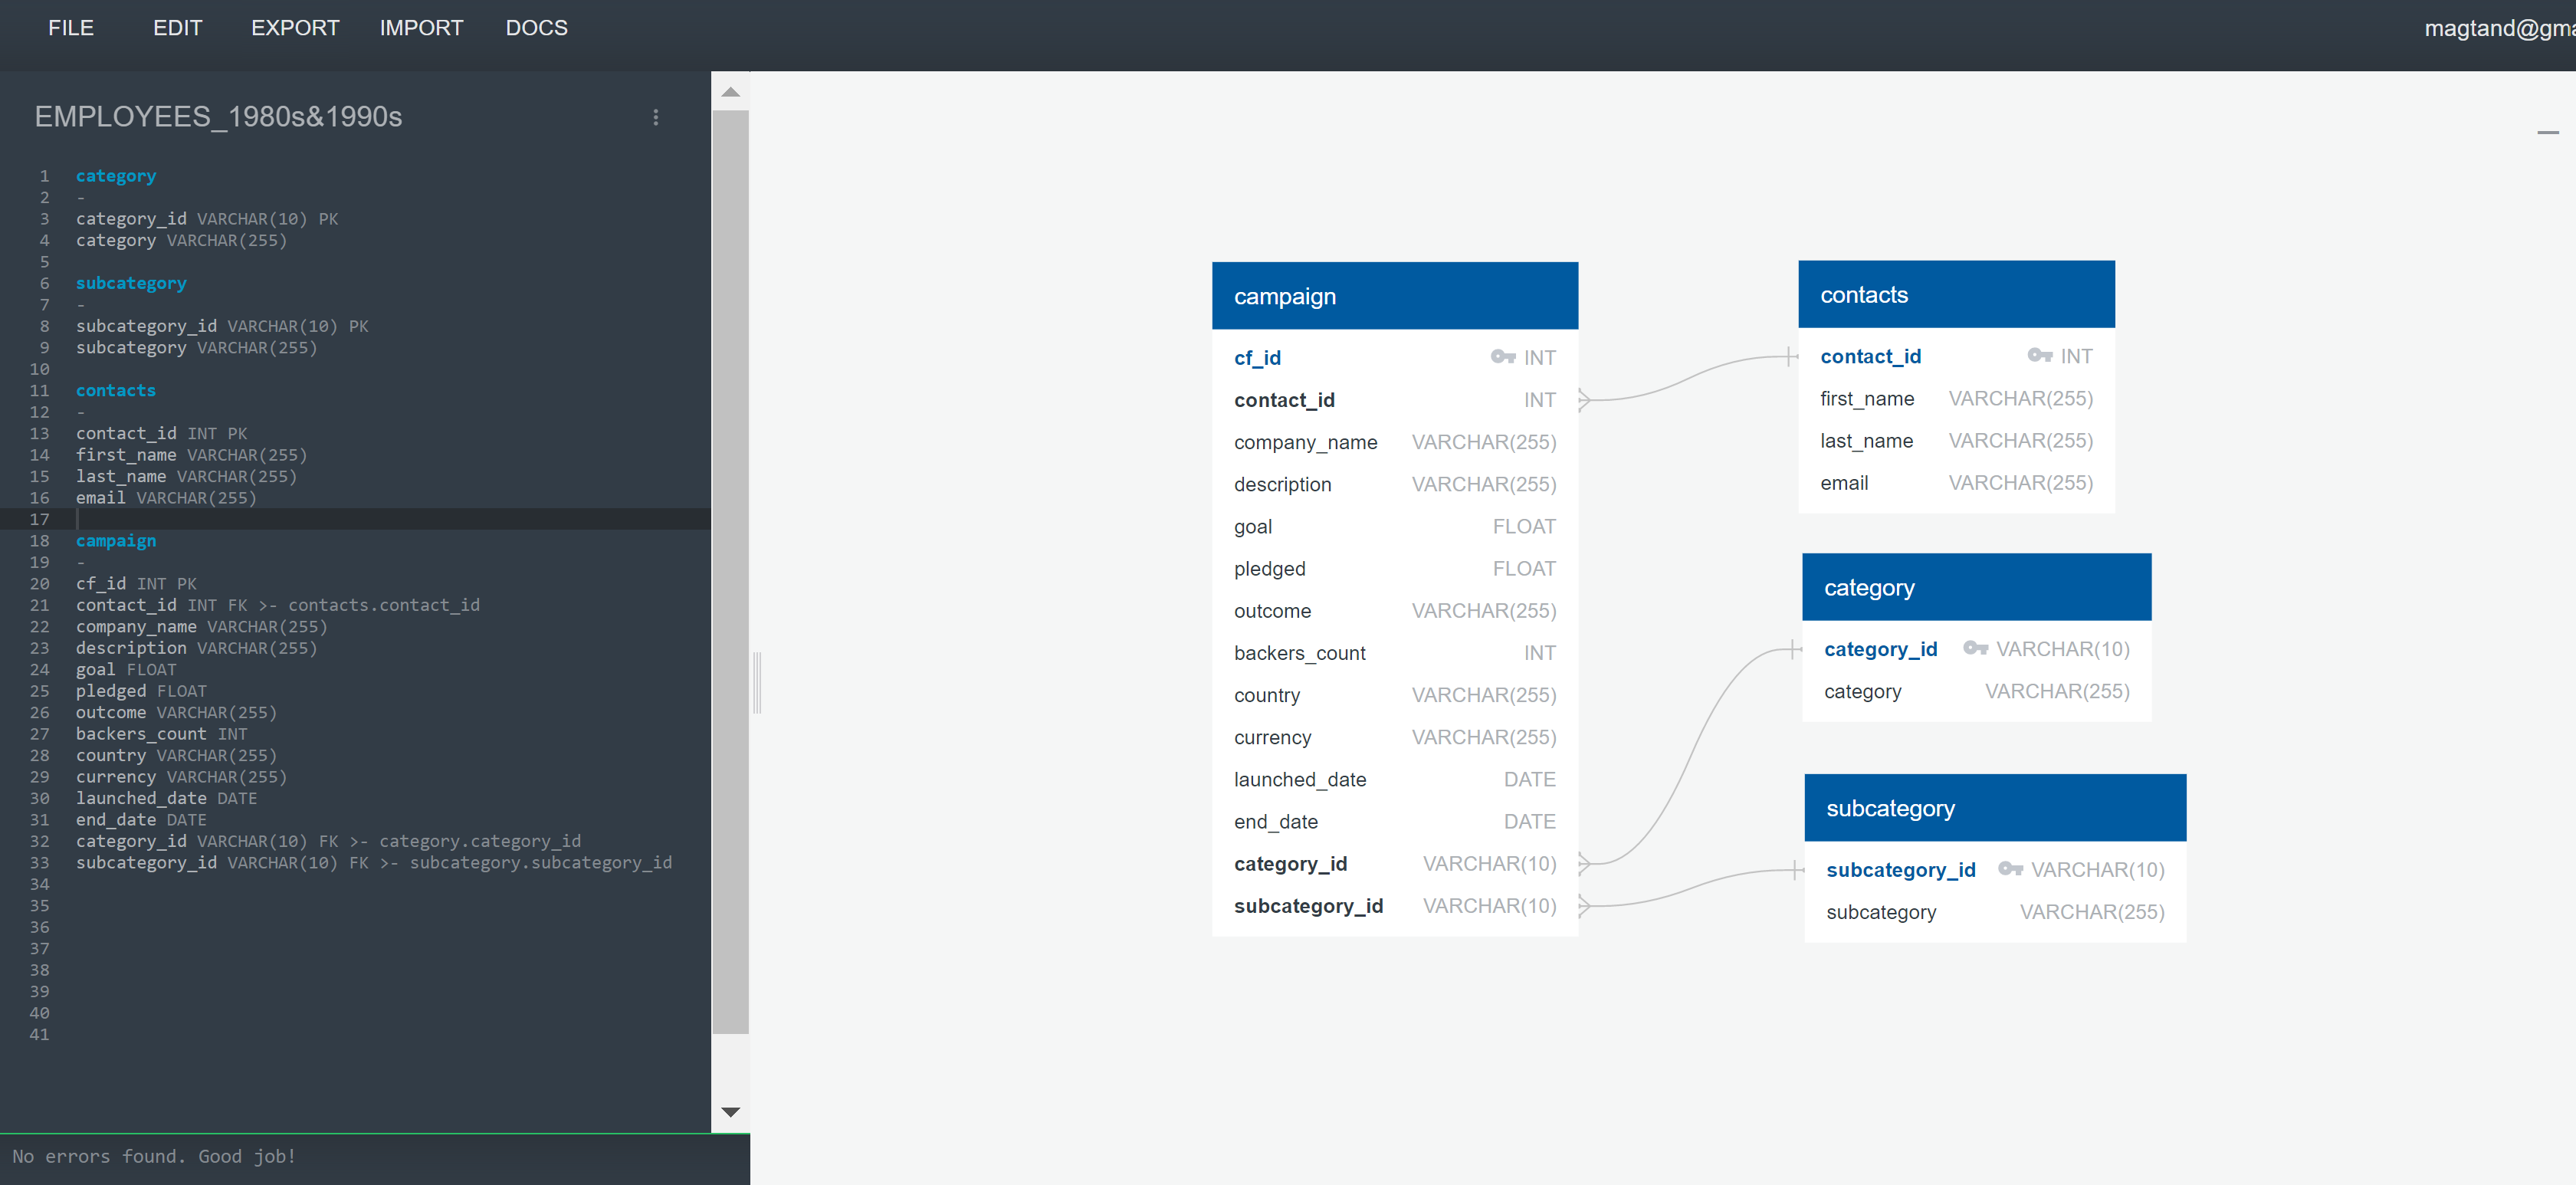 FILE EDIT EXPORT IMPORT DOCS magtand@gma
EMPLOYEES_1980s&1990s
1 category
2 -
3 category_id VARCHAR(10) PK
4 category VARCHAR(255)
5
6 subcategory
7 -
8 subcategory_id VARCHAR(10) PK
9 subcategory VARCHAR(255)
10
11 contacts
12 -
13 contact_id INT PK
14 first_name VARCHAR(255)
15 last_name VARCHAR(255)
16 email VARCHAR(255)
17
18 campaign
19 -
20 cf_id INT PK
21 contact_id INT FK >- contacts.contact_id
22 company_name VARCHAR(255)
23 description VARCHAR(255)
24 goal FLOAT
25 pledged FLOAT
26 outcome VARCHAR(255)
27 backers_count INT
28 country VARCHAR(255)
29 currency VARCHAR(255)
30 launched_date DATE
31 end_date DATE
32 category_id VARCHAR(10) FK >- category.category_id
33 subcategory_id VARCHAR(10) FK >- subcategory.subcategory_id
34
35
36
37
38
39
40
41
No errors found. Good job!
campaign
cf_id INT
contact_id INT
company_name VARCHAR(255)
description VARCHAR(255)
goal FLOAT
pledged FLOAT
outcome VARCHAR(255)
backers_count INT
country VARCHAR(255)
currency VARCHAR(255)
launched_date DATE
end_date DATE
category_id VARCHAR(10)
subcategory_id VARCHAR(10)
contacts
contact_id INT
first_name VARCHAR(255)
last_name VARCHAR(255)
email VARCHAR(255)
category
category_id VARCHAR(10)
category VARCHAR(255)
subcategory
subcategory_id VARCHAR(10)
subcategory VARCHAR(255)